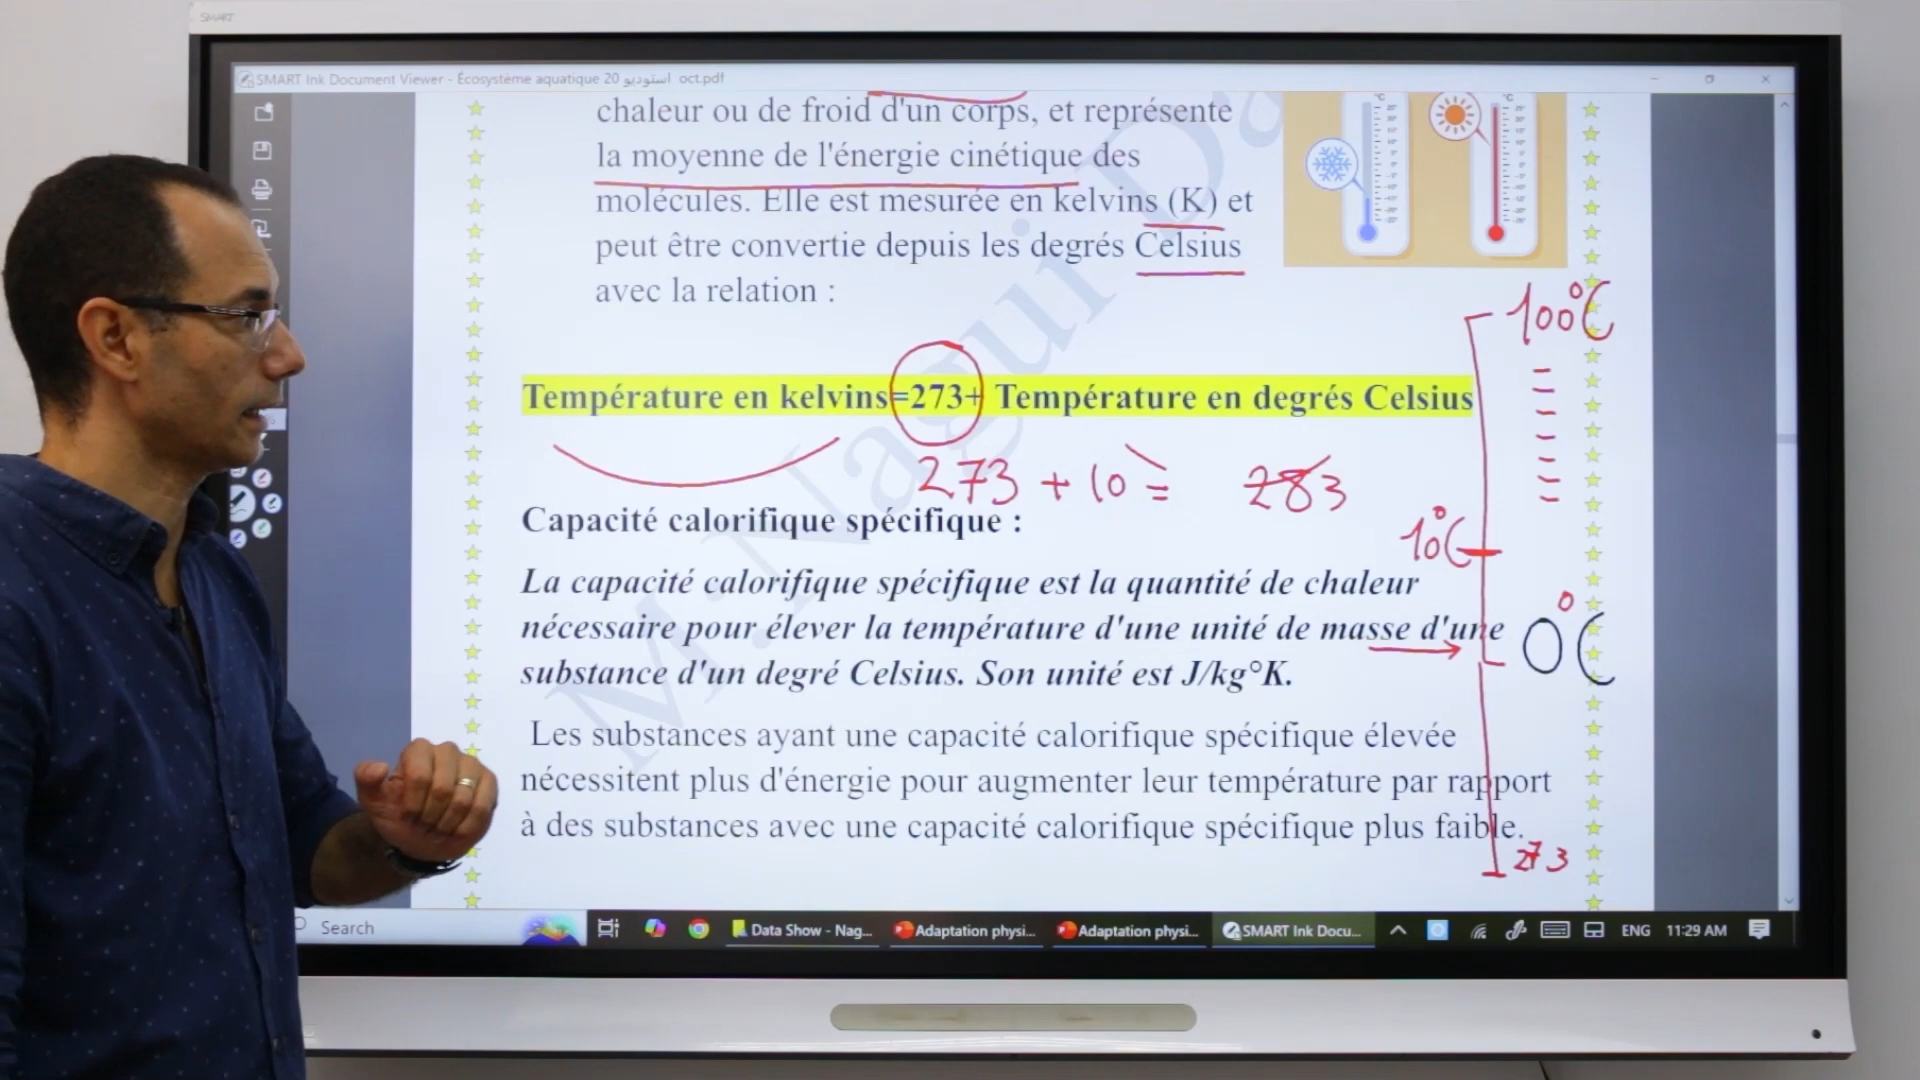 SMART
SMART Ink Document Viewer - Écosystème aquatique 20 استوديو oct.pdf
chaleur ou de froid d'un corps, et représente
la moyenne de l'énergie cinétique des
molécules. Elle est mesurée en kelvins (K) et
peut être convertie depuis les degrés Celsius
avec la relation :
°C
°C
100°C
Température en kelvins=273+ Température en degrés Celsius
273 + 10 = 283
10°C
Capacité calorifique spécifique :
La capacité calorifique spécifique est la quantité de chaleur
nécessaire pour élever la température d'une unité de masse d'une
0°C
substance d'un degré Celsius. Son unité est J/kg°K.
Les substances ayant une capacité calorifique spécifique élevée
nécessitent plus d'énergie pour augmenter leur température par rapport
à des substances avec une capacité calorifique spécifique plus faible.
273
M. Nagui Da
Search
Data Show - Nag...
Adaptation physi...
Adaptation physi...
SMART Ink Docu...
ENG
11:29 AM